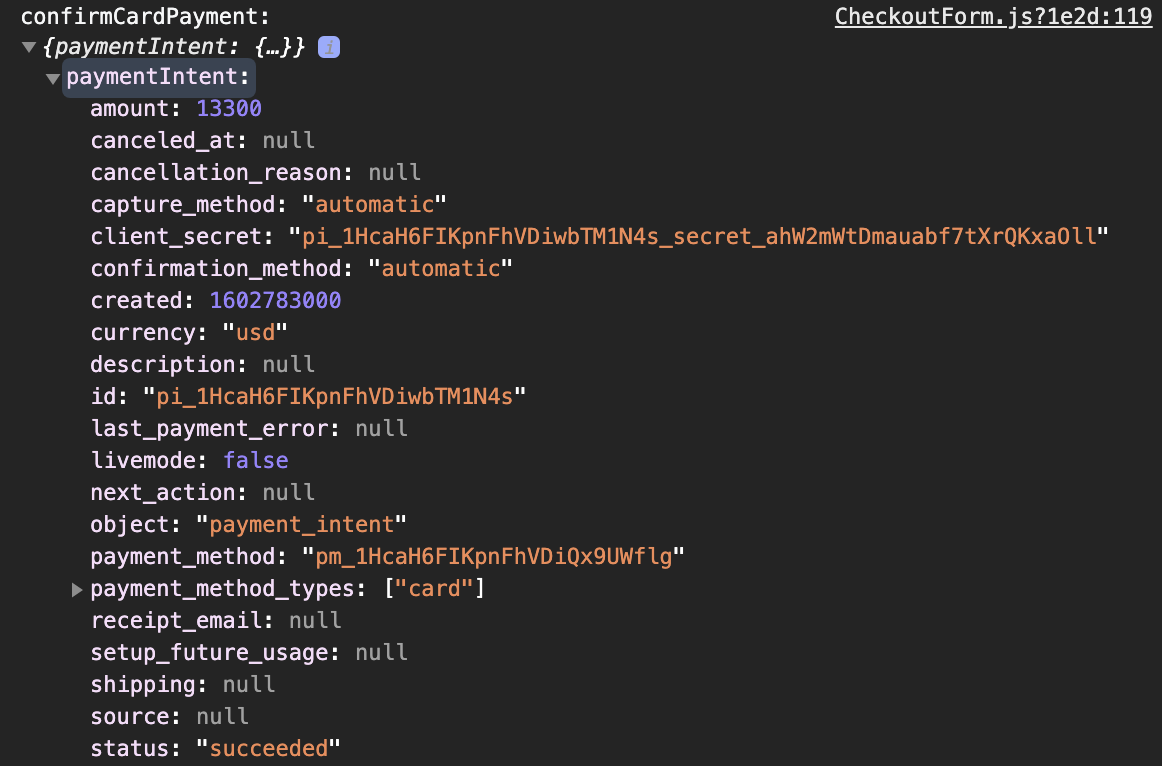 confirmCardPayment: CheckoutForm.js?1e2d:119
{paymentIntent: {…}} i
paymentIntent:
amount: 13300
canceled_at: null
cancellation_reason: null
capture_method: "automatic"
client_secret: "pi_1HcaH6FIKpnFhVDiwbTM1N4s_secret_ahW2mWtDmauabf7tXrQKxaOll"
confirmation_method: "automatic"
created: 1602783000
currency: "usd"
description: null
id: "pi_1HcaH6FIKpnFhVDiwbTM1N4s"
last_payment_error: null
livemode: false
next_action: null
object: "payment_intent"
payment_method: "pm_1HcaH6FIKpnFhVDiQx9UWflg"
payment_method_types: ["card"]
receipt_email: null
setup_future_usage: null
shipping: null
source: null
status: "succeeded"